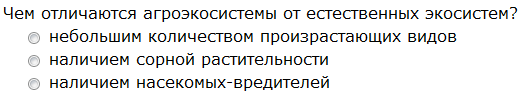 Чем отличаются агроэкосистемы от естественных экосистем?
небольшим количеством произрастающих видов
наличием сорной растительности
наличием насекомых-вредителей